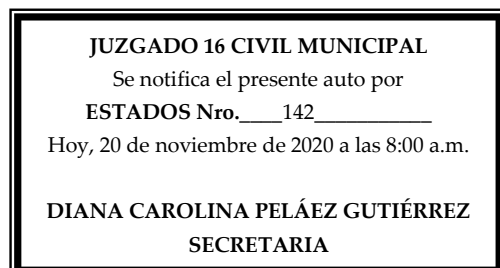 JUZGADO 16 CIVIL MUNICIPAL
Se notifica el presente auto por
ESTADOS Nro.____142___________
Hoy, 20 de noviembre de 2020 a las 8:00 a.m.
DIANA CAROLINA PELÁEZ GUTIÉRREZ
SECRETARIA